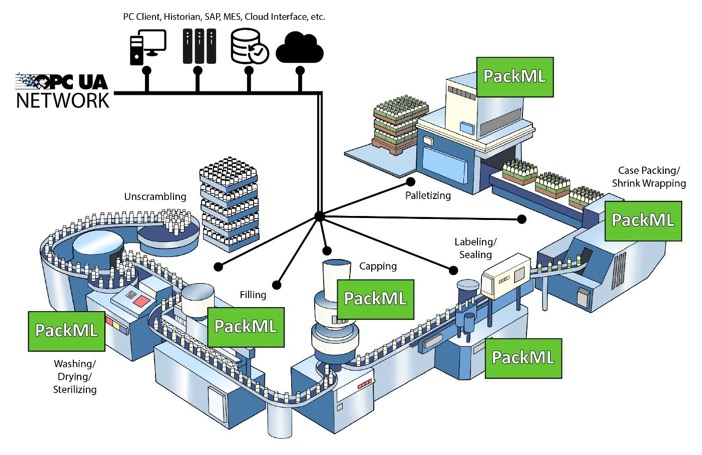 PC Client, Historian, SAP, MES, Cloud Interface, etc.
OPC UA
NETWORK
PackML
Case Packing/
Shrink Wrapping
PackML
Palletizing
Unscrambling
Labeling/
Sealing
Capping
PackML
Filling
PackML
PackML
PackML
Washing/
Drying/
Sterilizing